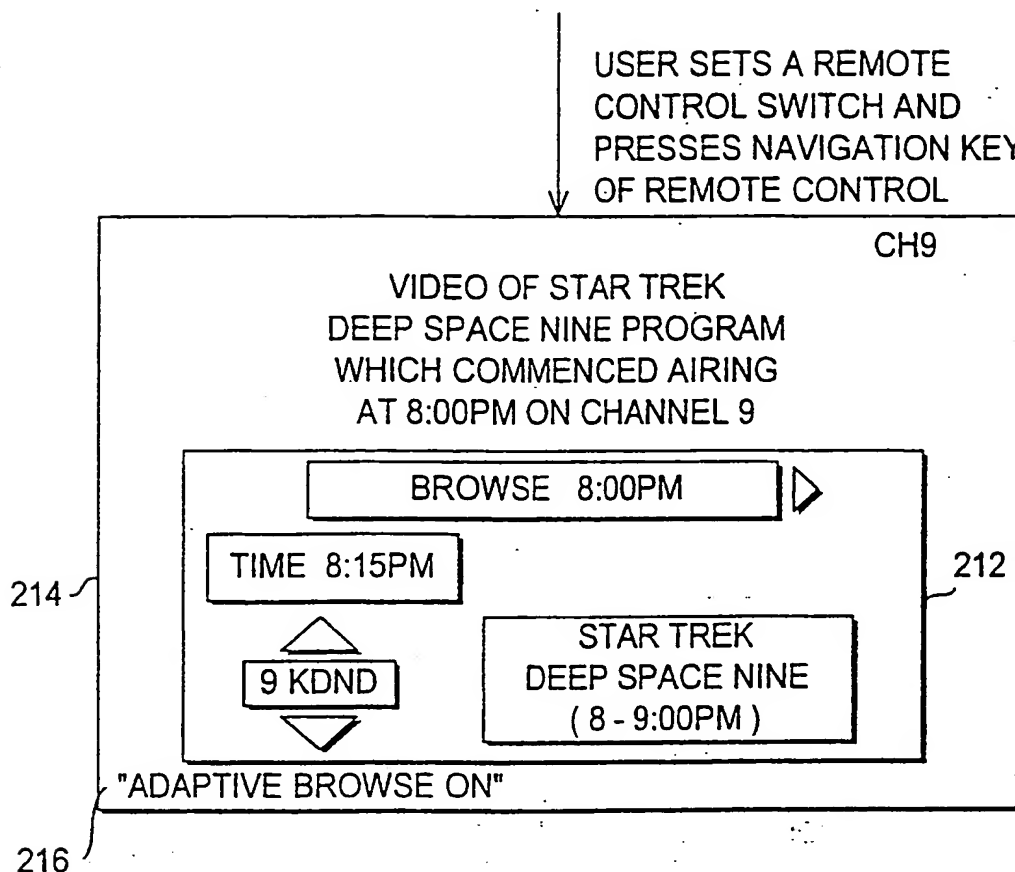 USER SETS A REMOTE
CONTROL SWITCH AND
PRESSES NAVIGATION KEY
OF REMOTE CONTROL
CH9
VIDEO OF STAR TREK
DEEP SPACE NINE PROGRAM
WHICH COMMENCED AIRING
AT 8:00PM ON CHANNEL 9
BROWSE 8:00PM
TIME 8:15PM
214
212
9 KDND
STAR TREK
DEEP SPACE NINE
( 8 - 9:00PM )
"ADAPTIVE BROWSE ON"
216